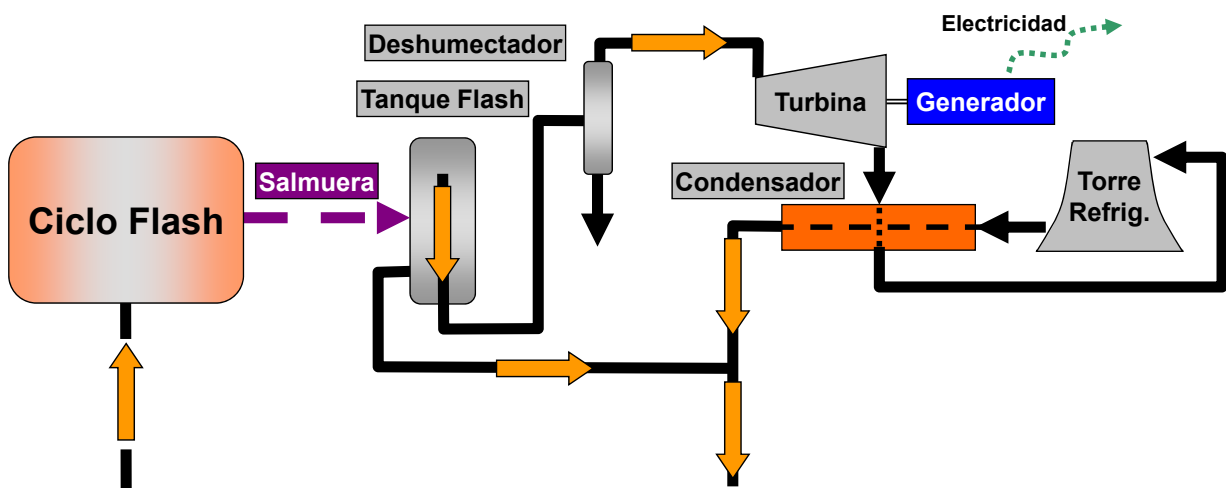 Electricidad
Deshumectador
Tanque Flash
Turbina
Generador
Salmuera
Condensador
Torre
Refrig.
Ciclo Flash